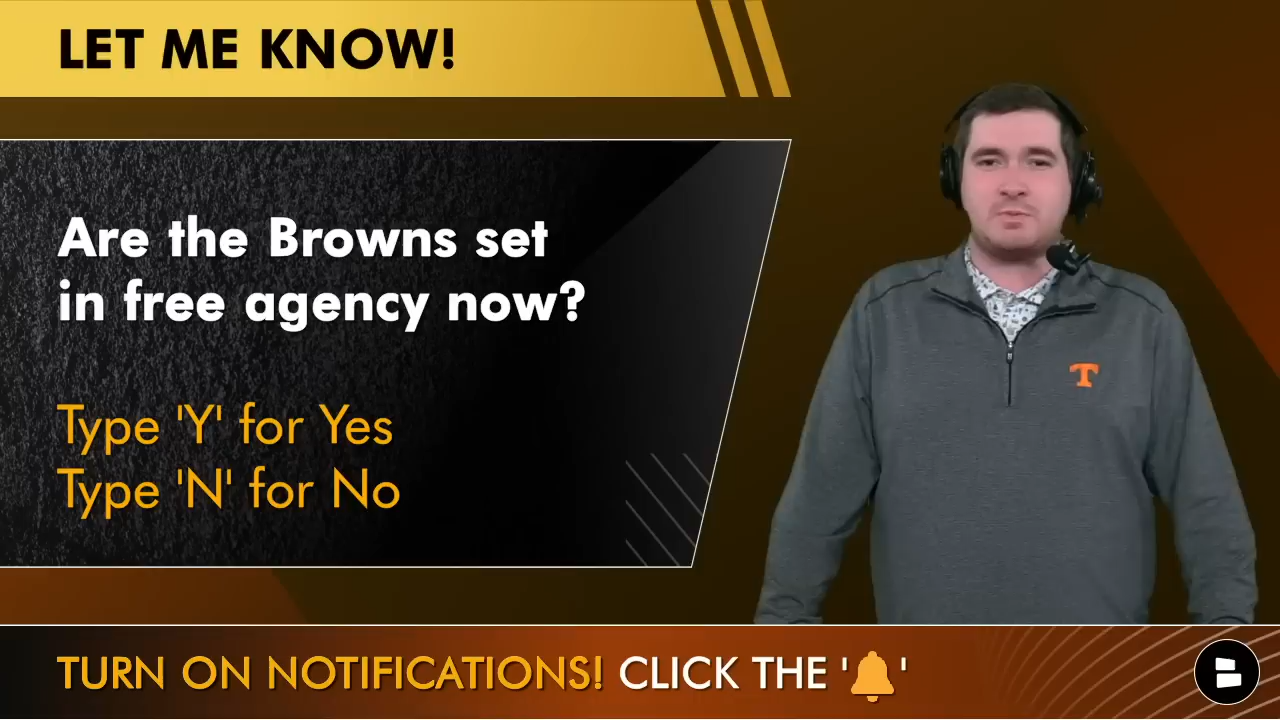 LET ME KNOW!
Are the Browns set
in free agency now?
Type 'Y' for Yes
Type 'N' for No
T
TURN ON NOTIFICATIONS! CLICK THE '🔔'